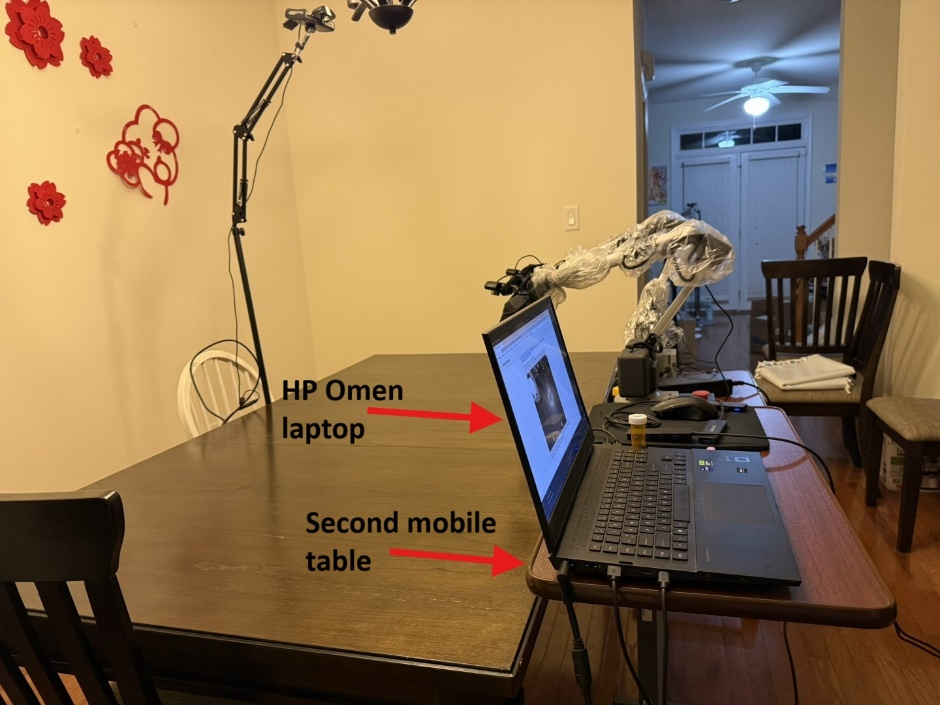 HP Omen
laptop
Second mobile
table